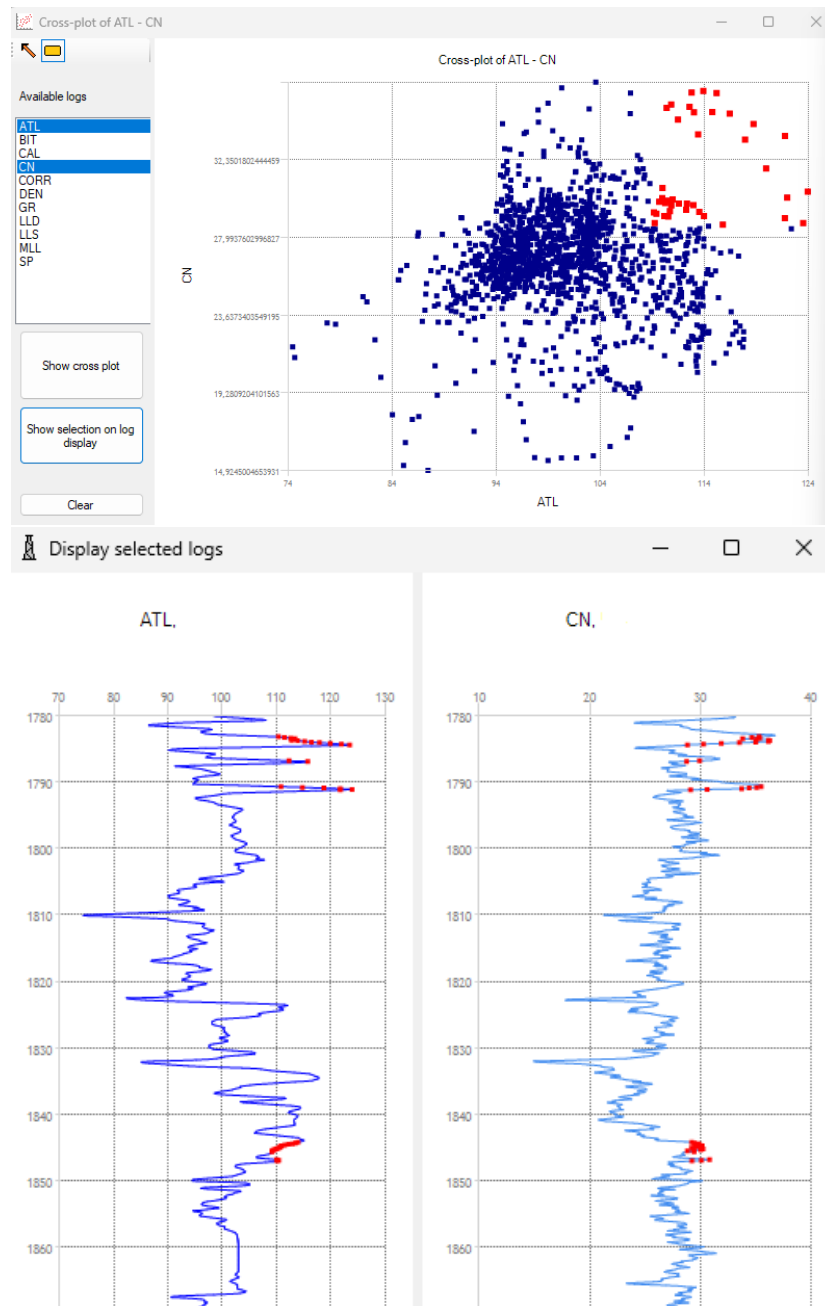 Cross-plot of ATL - CN
Available logs
ATL
BIT
CAL
CN
CORR
DEN
GR
LLD
LLS
MLL
SP
Show cross plot
Show selection on log
display
Clear
Cross-plot of ATL - CN
CN
32,3501802444459
27,9937602996827
23,6373403549195
19,2809204101563
14,9245004653931
74 84 94 104 114 124
ATL
Display selected logs
ATL, CN,
70 80 90 100 110 120 130 10 20 30 40
1780 1780
1790 1790
1800 1800
1810 1810
1820 1820
1830 1830
1840 1840
1850 1850
1860 1860